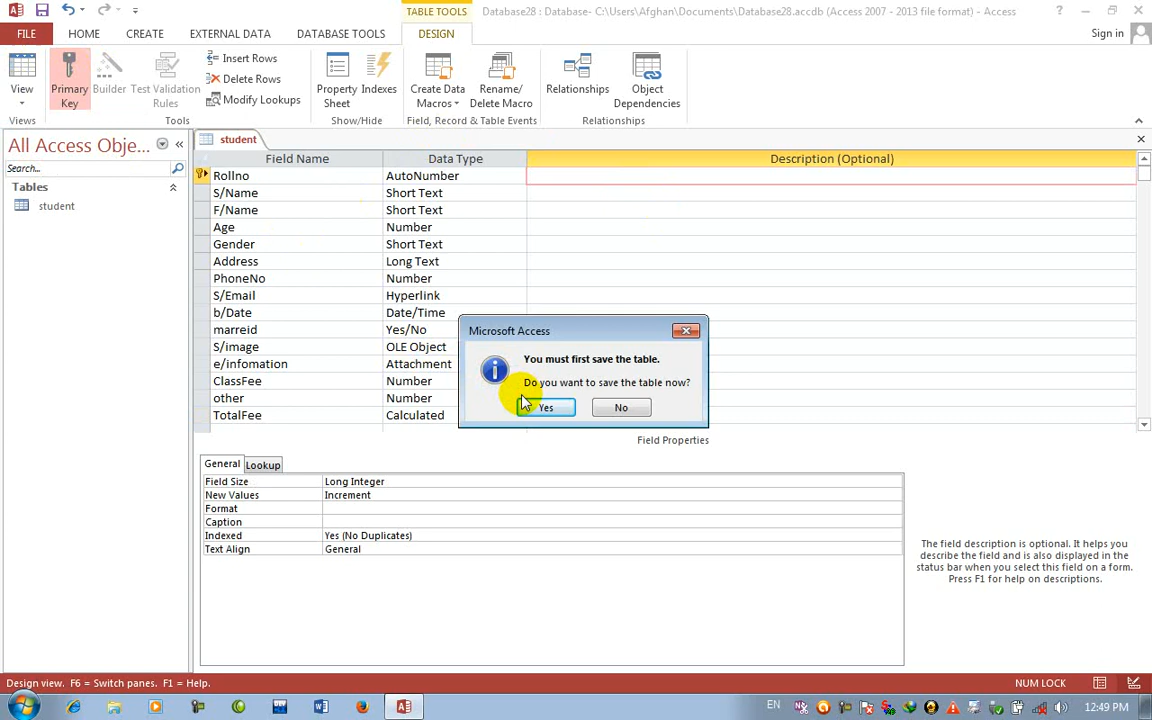 TABLE TOOLS
Database28 : Database- C:\Users\Afghan\Documents\Database28.accdb (Access 2007 - 2013 file format) - Access
FILE
HOME
CREATE
EXTERNAL DATA
DATABASE TOOLS
DESIGN
Sign in
View
Primary Key
Builder
Test Validation Rules
Insert Rows
Delete Rows
Modify Lookups
Property Sheet
Indexes
Create Data Macros
Rename/ Delete Macro
Relationships
Object Dependencies
Views
Tools
Show/Hide
Field, Record & Table Events
Relationships
All Access Obje...
Search...
Tables
student
student
Field Name Data Type Description (Optional)
Rollno AutoNumber
S/Name Short Text
F/Name Short Text
Age Number
Gender Short Text
Address Long Text
PhoneNo Number
S/Email Hyperlink
b/Date Date/Time
marreid Yes/No
S/image OLE Object
e/infomation Attachment
ClassFee Number
other Number
TotalFee Calculated
Microsoft Access
You must first save the table.
Do you want to save the table now?
Yes No
Field Properties
General Lookup
Field Size Long Integer
New Values Increment
Format
Caption
Indexed Yes (No Duplicates)
Text Align General
The field description is optional. It helps you
describe the field and is also displayed in the
status bar when you select this field on a form.
Press F1 for help on descriptions.
Design view. F6 = Switch panes. F1 = Help.
NUM LOCK
EN
12:49 PM